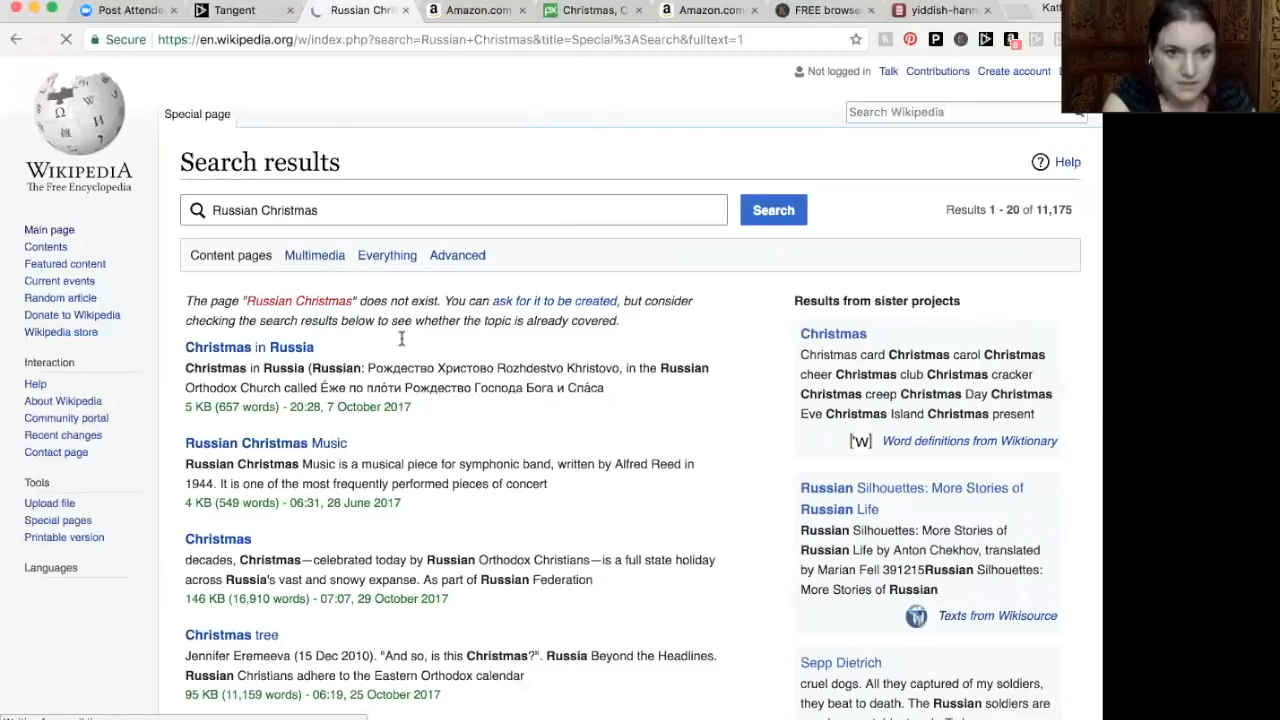 Post Attende
Tangent
Russian Chri
Amazon.com
Christmas, C
Amazon.com
FREE browse
yiddish-hann
Kat
Secure
https://en.wikipedia.org/w/index.php?search=Russian+Christmas&title=Special%3ASearch&fulltext=1
Not logged in Talk Contributions Create account
Special page
Search Wikipedia
WIKIPEDIA
The Free Encyclopedia
Main page
Contents
Featured content
Current events
Random article
Donate to Wikipedia
Wikipedia store
Interaction
Help
About Wikipedia
Community portal
Recent changes
Contact page
Tools
Upload file
Special pages
Printable version
Languages
Search results
Help
Russian Christmas
Search
Results 1 - 20 of 11,175
Content pages Multimedia Everything Advanced
The page "Russian Christmas" does not exist. You can ask for it to be created, but consider
checking the search results below to see whether the topic is already covered.
Christmas in Russia
Christmas in Russia (Russian: Рождество Христово, Rozhdestvo Khristovo, in the Russian
Orthodox Church called Е́же по пло́ти Рождество Господа Бога и Спа́са
5 KB (657 words) - 20:28, 7 October 2017
Russian Christmas Music
Russian Christmas Music is a musical piece for symphonic band, written by Alfred Reed in
1944. It is one of the most frequently performed pieces of concert
4 KB (549 words) - 06:31, 28 June 2017
Christmas
decades, Christmas—celebrated today by Russian Orthodox Christians—is a full state holiday
across Russia's vast and snowy expanse. As part of Russian Federation
146 KB (16,910 words) - 07:07, 29 October 2017
Christmas tree
Jennifer Eremeeva (15 Dec 2010). "And so, is this Christmas?". Russia Beyond the Headlines.
Russian Christians adhere to the Eastern Orthodox calendar
95 KB (11,159 words) - 06:19, 25 October 2017
Results from sister projects
Christmas
Christmas card Christmas carol Christmas
cheer Christmas club Christmas cracker
Christmas creep Christmas Day Christmas
Eve Christmas Island Christmas present
['w] Word definitions from Wiktionary
Russian Silhouettes: More Stories of
Russian Life
Russian Silhouettes: More Stories of
Russian Life by Anton Chekhov, translated
by Marian Fell 391215Russian Silhouettes:
More Stories of Russian
Texts from Wikisource
Sepp Dietrich
cruel dogs. All they captured of my soldiers,
they beat to death. The Russian soldiers are